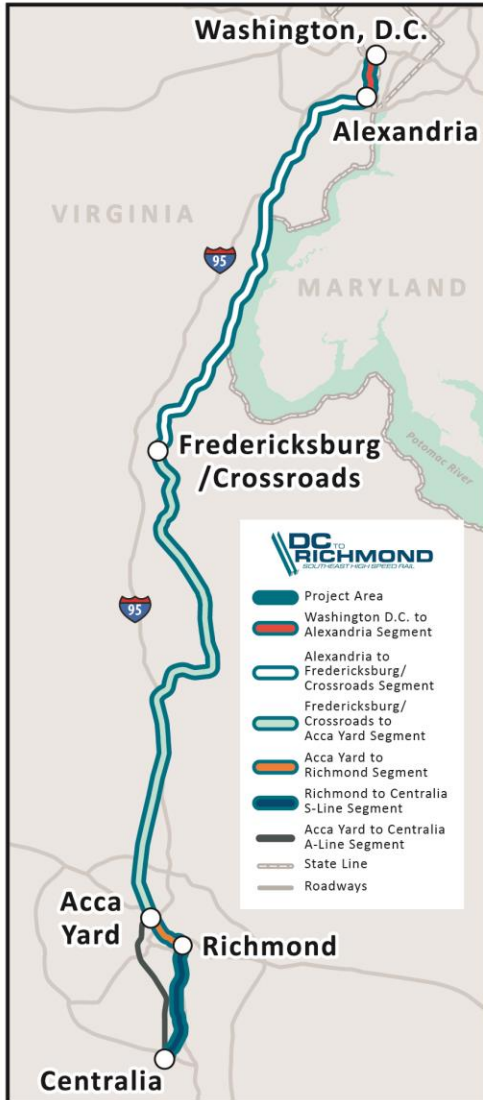 Washington, D.C.
Alexandria
VIRGINIA
95
MARYLAND
Potomac River
Fredericksburg
/Crossroads
95
DC TO
RICHMOND
SOUTHEAST HIGH SPEED RAIL
Project Area
Washington D.C. to
Alexandria Segment
Alexandria to
Fredericksburg/
Crossroads Segment
Fredericksburg/
Crossroads to
Acca Yard Segment
Acca Yard to
Richmond Segment
Richmond to Centralia
S-Line Segment
Acca Yard to Centralia
A-Line Segment
State Line
Roadways
Acca
Yard
Richmond
Centralia